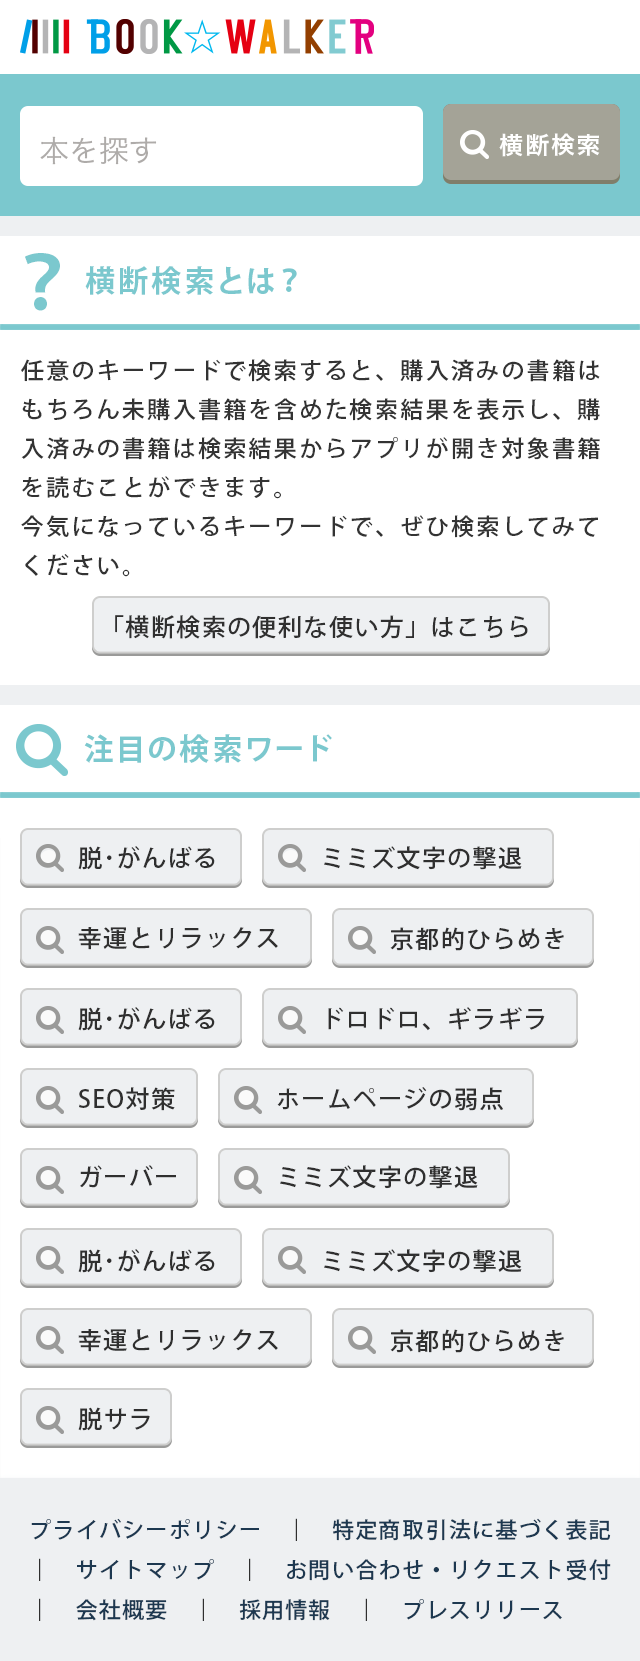 BOOK☆WALKER
本を探す
横断検索
? 横断検索とは？
任意のキーワードで検索すると、購入済みの書籍は
もちろん未購入書籍を含めた検索結果を表示し、購
入済みの書籍は検索結果からアプリが開き対象書籍
を読むことができます。
今気になっているキーワードで、ぜひ検索してみて
ください。
「横断検索の便利な使い方」はこちら
注目の検索ワード
脱･がんばる ミミズ文字の撃退
幸運とリラックス 京都的ひらめき
脱･がんばる ドロドロ、ギラギラ
SEO対策 ホームページの弱点
ガーバー ミミズ文字の撃退
脱･がんばる ミミズ文字の撃退
幸運とリラックス 京都的ひらめき
脱サラ
プライバシーポリシー ｜ 特定商取引法に基づく表記
｜ サイトマップ ｜ お問い合わせ・リクエスト受付
｜ 会社概要 ｜ 採用情報 ｜ プレスリリース